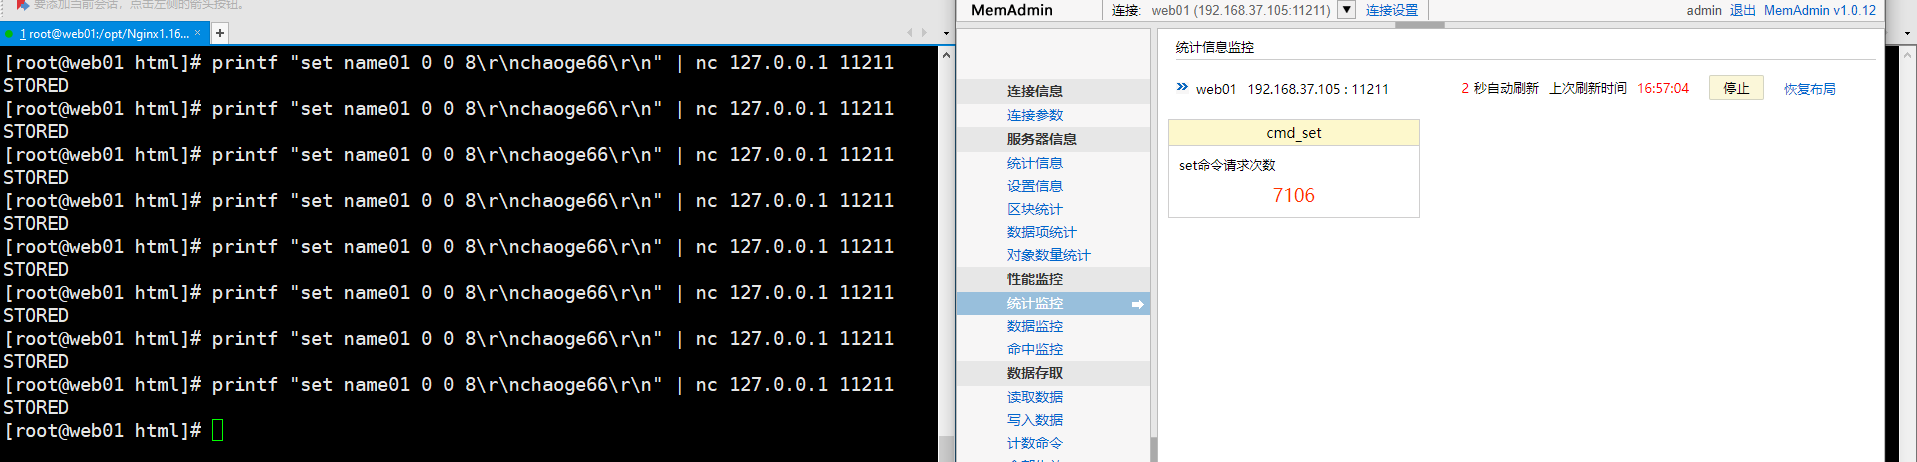 要添加当前会话，点击左侧的箭头按钮。
1 root@web01:/opt/Nginx1.16... × +
[root@web01 html]# printf "set name01 0 0 8\r\nchaoge66\r\n" | nc 127.0.0.1 11211
STORED
[root@web01 html]# printf "set name01 0 0 8\r\nchaoge66\r\n" | nc 127.0.0.1 11211
STORED
[root@web01 html]# printf "set name01 0 0 8\r\nchaoge66\r\n" | nc 127.0.0.1 11211
STORED
[root@web01 html]# printf "set name01 0 0 8\r\nchaoge66\r\n" | nc 127.0.0.1 11211
STORED
[root@web01 html]# printf "set name01 0 0 8\r\nchaoge66\r\n" | nc 127.0.0.1 11211
STORED
[root@web01 html]# printf "set name01 0 0 8\r\nchaoge66\r\n" | nc 127.0.0.1 11211
STORED
[root@web01 html]# printf "set name01 0 0 8\r\nchaoge66\r\n" | nc 127.0.0.1 11211
STORED
[root@web01 html]# printf "set name01 0 0 8\r\nchaoge66\r\n" | nc 127.0.0.1 11211
STORED
[root@web01 html]#
MemAdmin 连接: web01 (192.168.37.105:11211) 连接设置 admin 退出 MemAdmin v1.0.12
连接信息
连接参数
服务器信息
统计信息
设置信息
区块统计
数据项统计
对象数量统计
性能监控
统计监控
数据监控
命中监控
数据存取
读取数据
写入数据
计数命令
统计信息监控
web01 192.168.37.105 : 11211 2 秒自动刷新 上次刷新时间 16:57:04 停止 恢复布局
cmd_set
set命令请求次数
7106